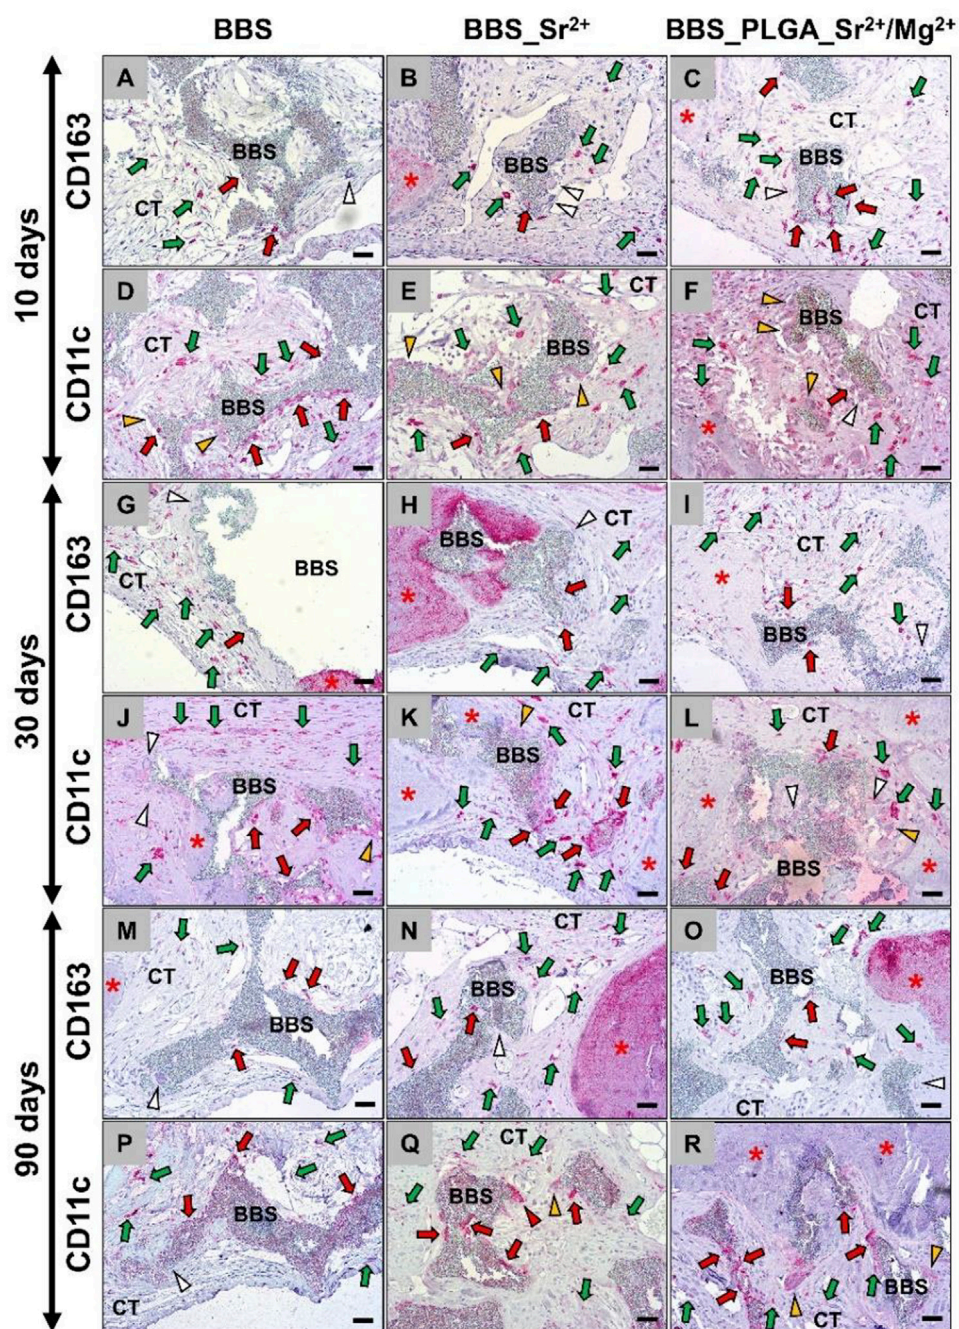 BBS BBS_Sr²⁺ BBS_PLGA_Sr²⁺/Mg²⁺
10 days
CD163
A BBS CT
B BBS *
C CT BBS *
CD11c
D CT BBS
E CT BBS
F BBS CT *
30 days
CD163
G CT BBS *
H BBS CT *
I CT BBS *
CD11c
J CT BBS *
K CT BBS * * *
L CT BBS * * * BBS
90 days
CD163
M CT BBS *
N CT BBS *
O BBS * CT
CD11c
P BBS CT
Q CT BBS
R * * BBS CT